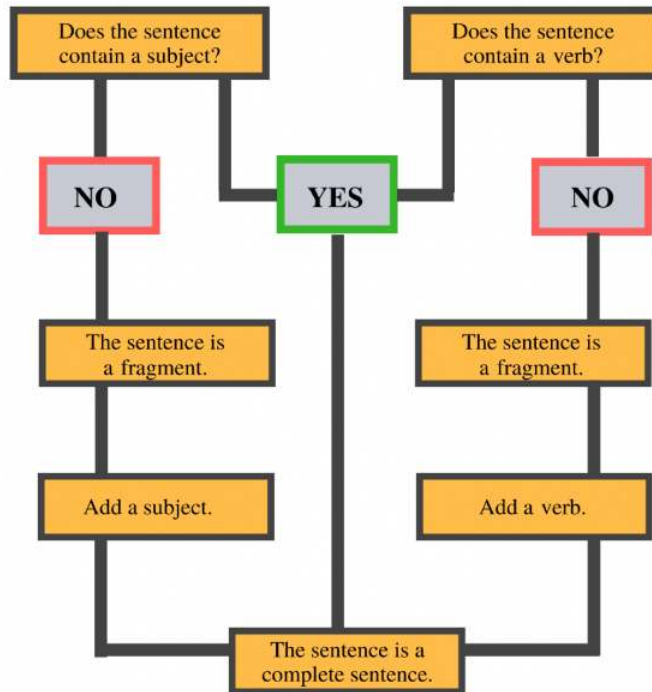 Does the sentence
contain a subject?
Does the sentence
contain a verb?
NO
YES
NO
The sentence is
a fragment.
The sentence is
a fragment.
Add a subject.
Add a verb.
The sentence is a
complete sentence.